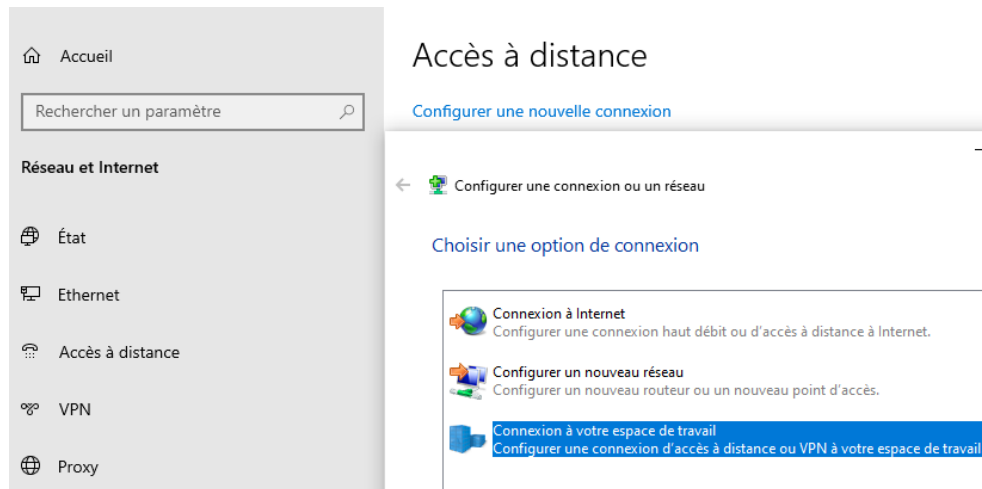 Accueil
Rechercher un paramètre
Réseau et Internet
État
Ethernet
Accès à distance
VPN
Proxy
Accès à distance
Configurer une nouvelle connexion
Configurer une connexion ou un réseau
Choisir une option de connexion
Connexion à Internet
Configurer une connexion haut débit ou d'accès à distance à Internet.
Configurer un nouveau réseau
Configurer un nouveau routeur ou un nouveau point d'accès.
Connexion à votre espace de travail
Configurer une connexion d'accès à distance ou VPN à votre espace de travail